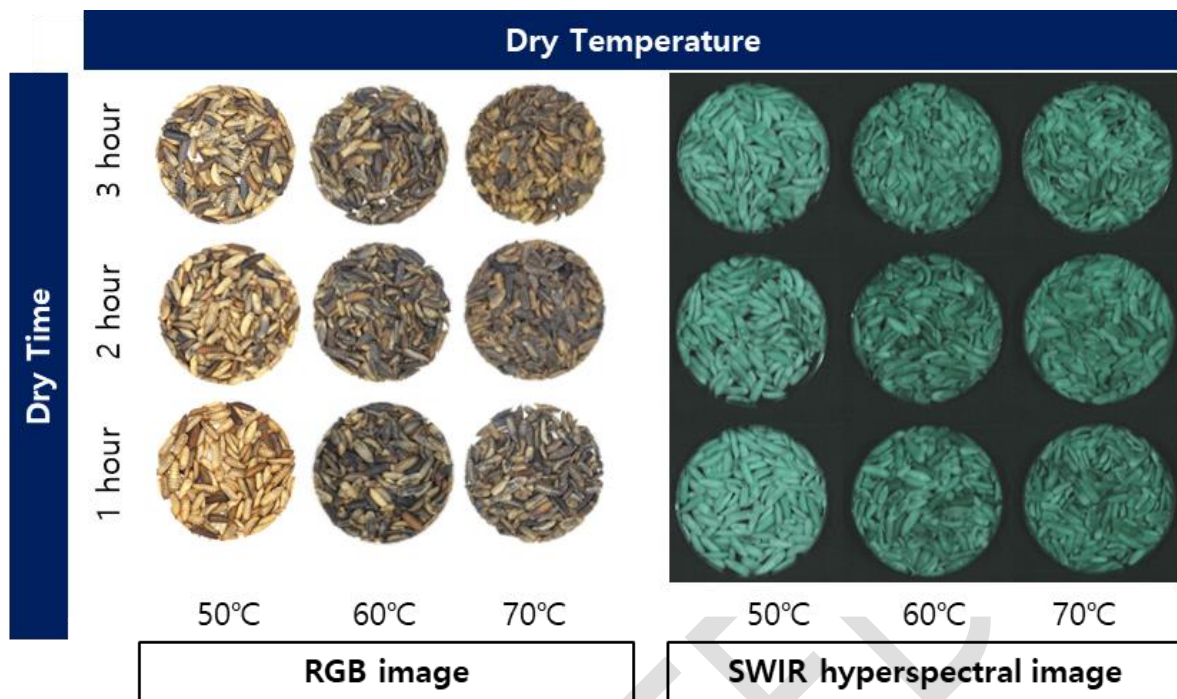 Dry Temperature
Dry Time
3 hour
2 hour
1 hour
50℃ 60℃ 70℃ 50℃ 60℃ 70℃
RGB image SWIR hyperspectral image